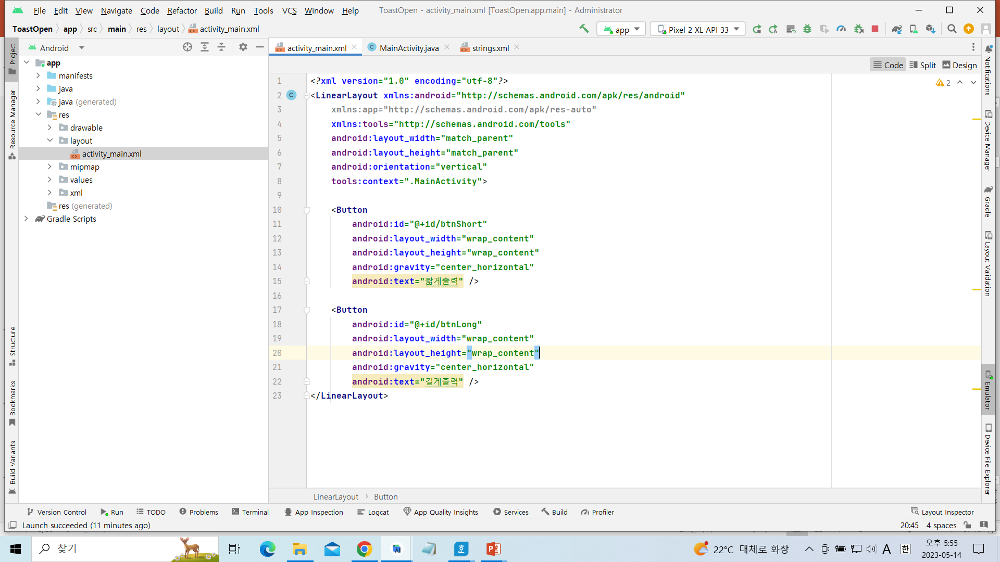 File Edit View Navigate Code Refactor Build Run Tools VCS Window Help ToastOpen - activity_main.xml [ToastOpen.app.main] - Administrator
ToastOpen app src main res layout activity_main.xml app Pixel 2 XL API 33
Android
activity_main.xml MainActivity.java strings.xml
Code Split Design
Project
Resource Manager
Structure
Bookmarks
Build Variants
app
manifests
java
java (generated)
res
drawable
layout
activity_main.xml
mipmap
values
xml
res (generated)
Gradle Scripts
2
1 <?xml version="1.0" encoding="utf-8"?>
2 <LinearLayout xmlns:android="http://schemas.android.com/apk/res/android"
3 xmlns:app="http://schemas.android.com/apk/res-auto"
4 xmlns:tools="http://schemas.android.com/tools"
5 android:layout_width="match_parent"
6 android:layout_height="match_parent"
7 android:orientation="vertical"
8 tools:context=".MainActivity">
9
10 <Button
11 android:id="@+id/btnShort"
12 android:layout_width="wrap_content"
13 android:layout_height="wrap_content"
14 android:gravity="center_horizontal"
15 android:text="짧게출력" />
16
17 <Button
18 android:id="@+id/btnLong"
19 android:layout_width="wrap_content"
20 android:layout_height="wrap_content"
21 android:gravity="center_horizontal"
22 android:text="길게출력" />
23 </LinearLayout>
Notifications
Device Manager
Gradle
Layout Validation
Emulator
Device File Explorer
LinearLayout Button
Version Control Run TODO Problems Terminal App Inspection Logcat App Quality Insights Services Build Profiler Layout Inspector
Launch succeeded (11 minutes ago) 20:45 4 spaces
찾기 22°C 대체로 화창 A 한 오후 5:55
2023-05-14